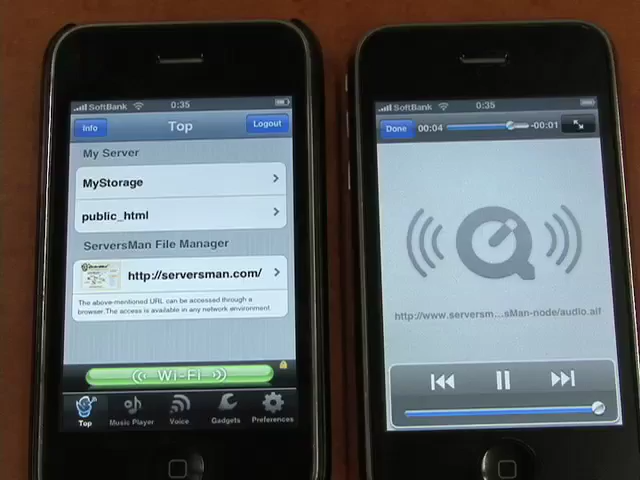 SoftBank 0:35
Info Top Logout
My Server
MyStorage
public_html
ServersMan File Manager
http://serversman.com/
The above-mentioned URL can be accessed through a
browser.The access is available in any network environment
Wi-Fi
Top Music Player Voice Gadgets Preferences
SoftBank 0:35
Done 00:04 -00:01
http://www.serversm...sMan-node/audio.aif